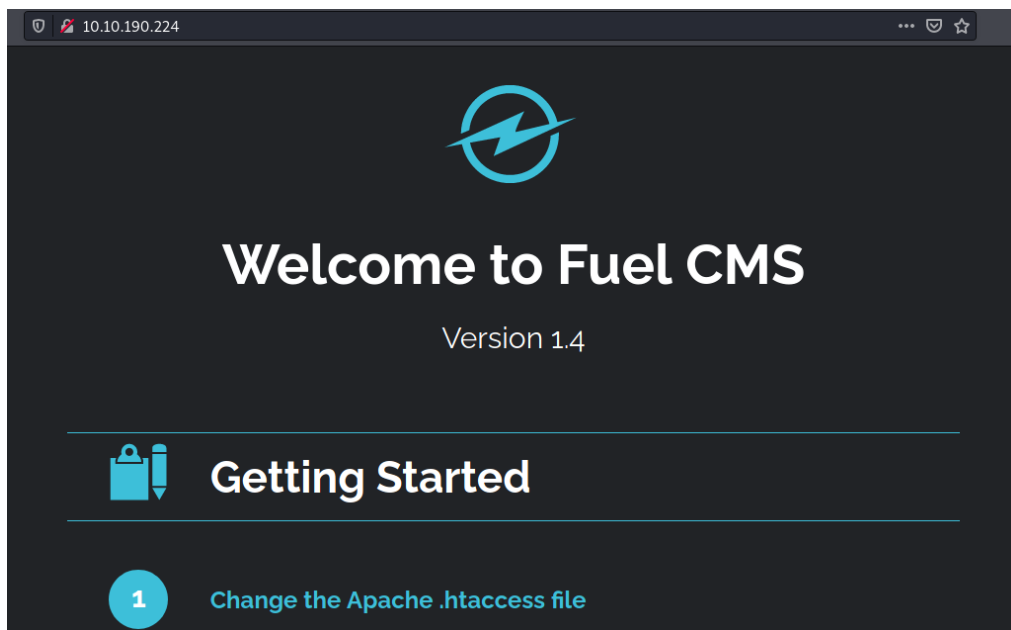 10.10.190.224
Welcome to Fuel CMS
Version 1.4
Getting Started
1
Change the Apache .htaccess file